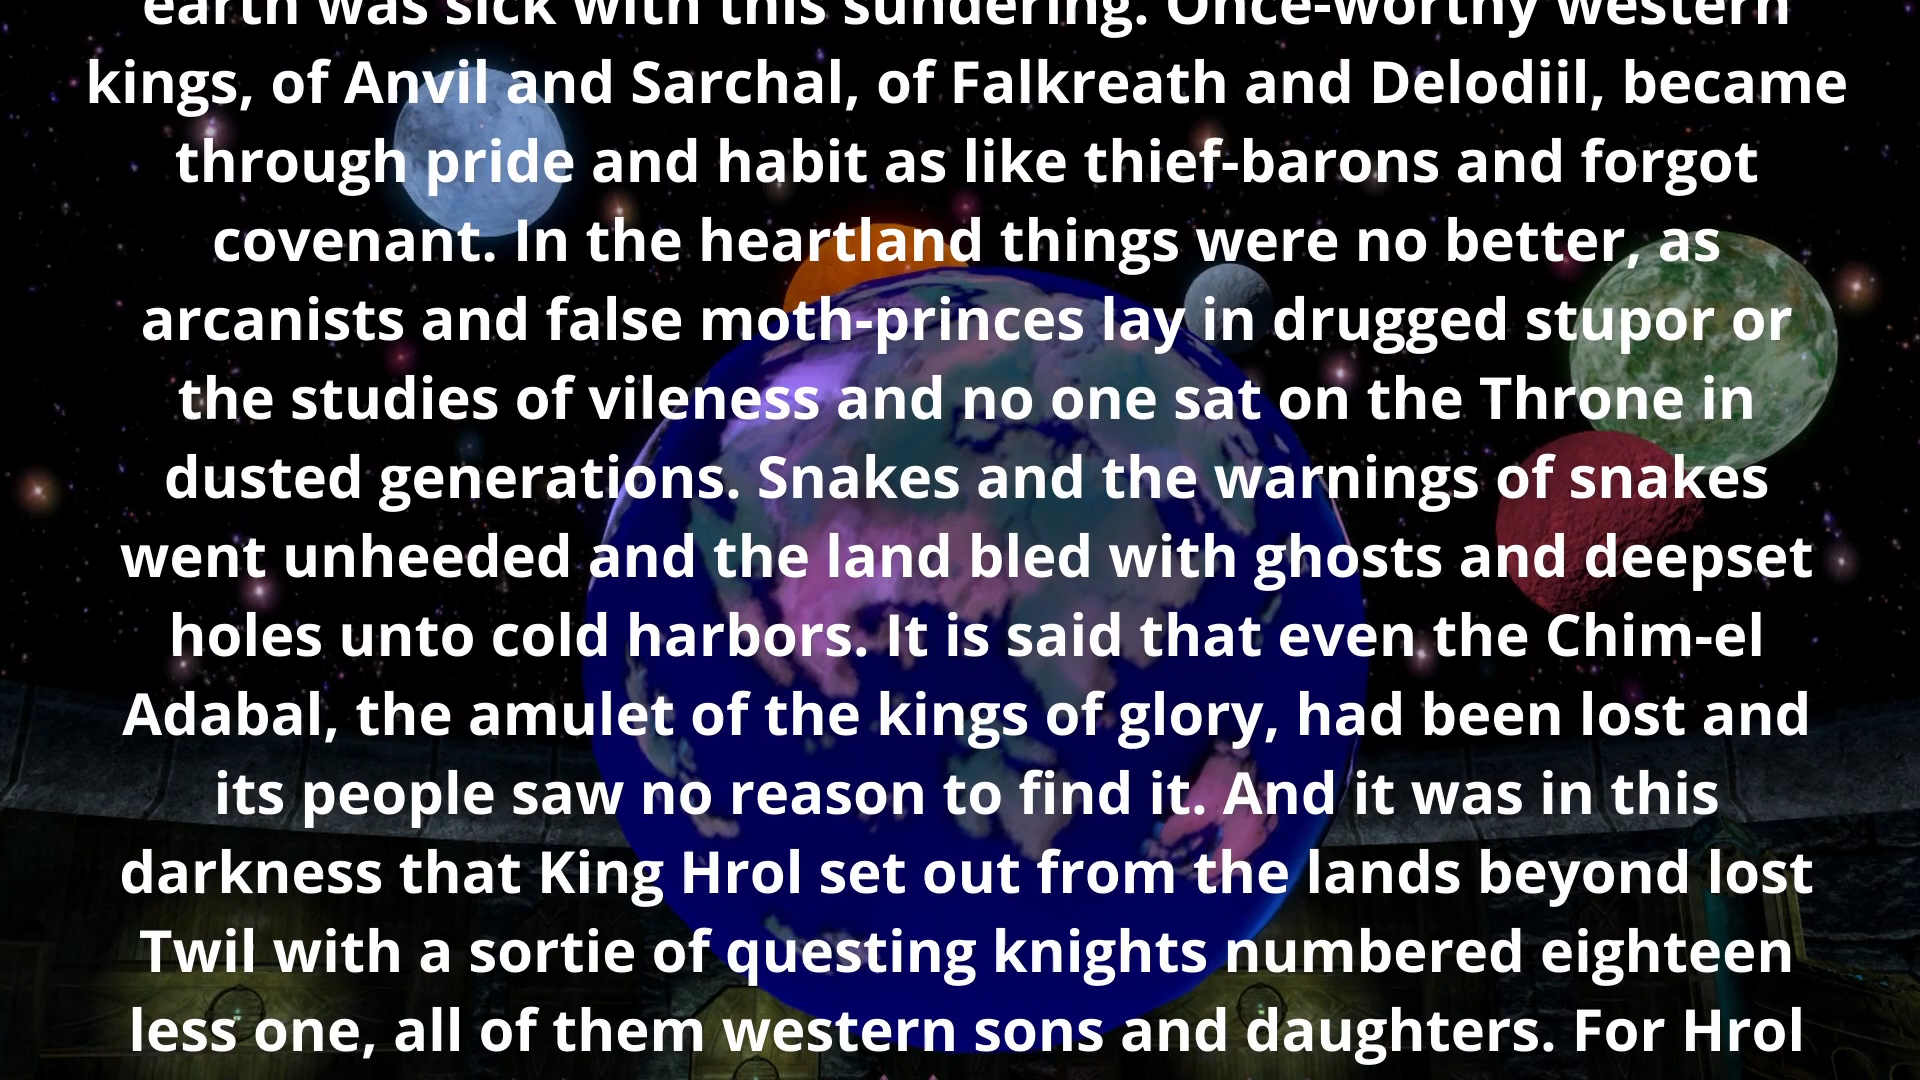 earth was sick with this sundering. Once-worthy western
kings, of Anvil and Sarchal, of Falkreath and Delodiil, became
through pride and habit as like thief-barons and forgot
covenant. In the heartland things were no better, as
arcanists and false moth-princes lay in drugged stupor or
the studies of vileness and no one sat on the Throne in
dusted generations. Snakes and the warnings of snakes
went unheeded and the land bled with ghosts and deepset
holes unto cold harbors. It is said that even the Chim-el
Adabal, the amulet of the kings of glory, had been lost and
its people saw no reason to find it. And it was in this
darkness that King Hrol set out from the lands beyond lost
Twil with a sortie of questing knights numbered eighteen
less one, all of them western sons and daughters. For Hrol